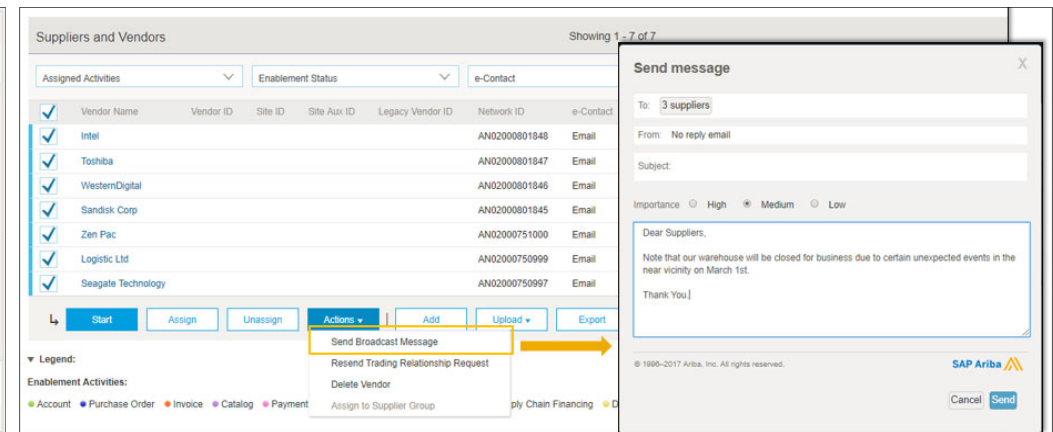 Suppliers and Vendors
Showing 1 - 7 of 7
Assigned Activities
Enablement Status
e-Contact
Vendor Name Vendor ID Site ID Site Aux ID Legacy Vendor ID Network ID e-Contact
Intel AN02000801848 Email
Toshiba AN02000801847 Email
WesternDigital AN02000801846 Email
Sandisk Corp AN02000801845 Email
Zen Pac AN02000751000 Email
Logistic Ltd AN02000750999 Email
Seagate Technology AN02000750997 Email
Start Assign Unassign Actions Add Upload Export
Send Broadcast Message
Resend Trading Relationship Request
Delete Vendor
Assign to Supplier Group
Legend:
Enablement Activities:
Account Purchase Order Invoice Catalog Payment ply Chain Financing D
Send message
X
To: 3 suppliers
From: No reply email
Subject:
Importance High Medium Low
Dear Suppliers,
Note that our warehouse will be closed for business due to certain unexpected events in the
near vicinity on March 1st.
Thank You.
© 1996–2017 Ariba, Inc. All rights reserved.
SAP Ariba
Cancel Send